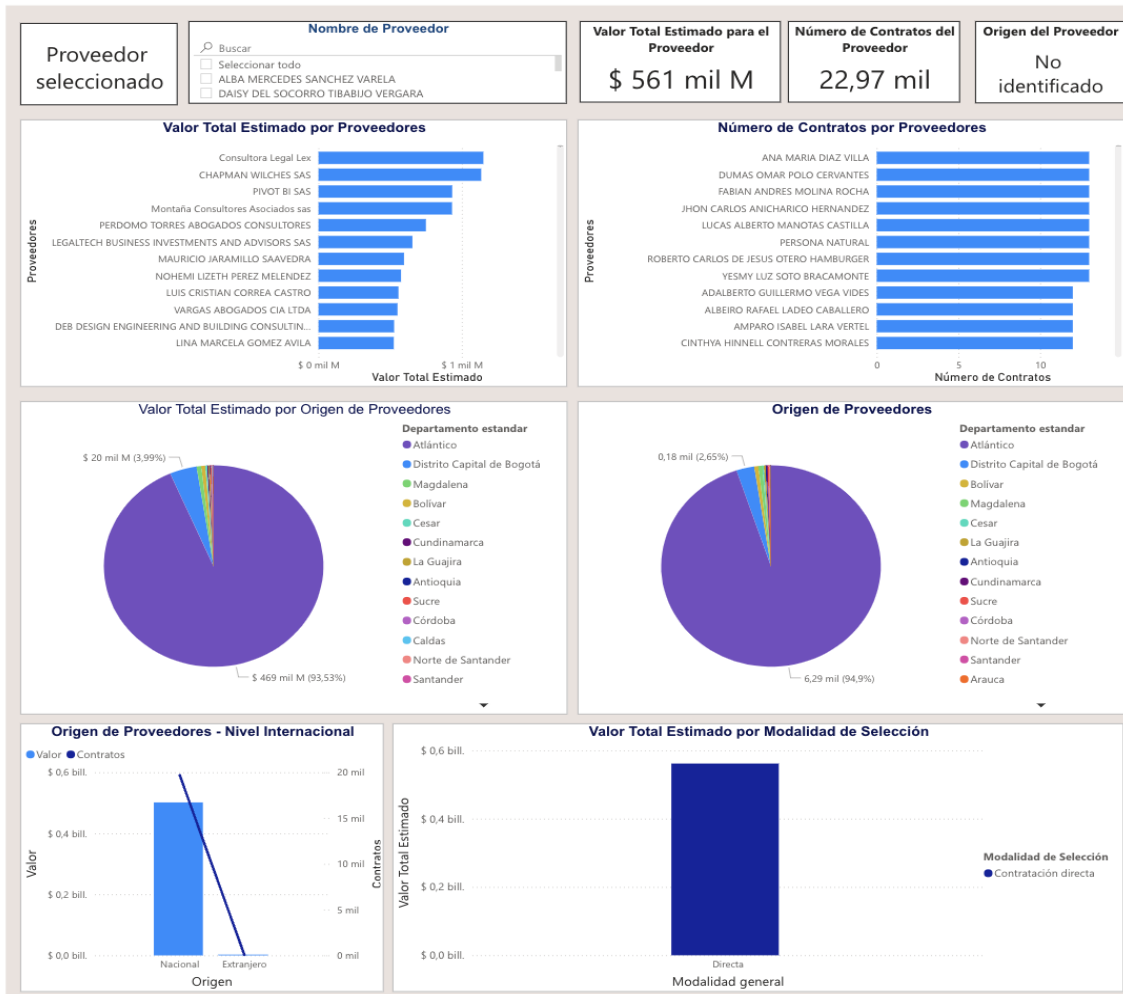 Proveedor
seleccionado
Nombre de Proveedor
Buscar
Seleccionar todo
ALBA MERCEDES SANCHEZ VARELA
DAISY DEL SOCORRO TIBABIJO VERGARA
Valor Total Estimado para el
Proveedor
$ 561 mil M
Número de Contratos del
Proveedor
22,97 mil
Origen del Proveedor
No
identificado
Valor Total Estimado por Proveedores
Proveedores
Consultora Legal Lex
CHAPMAN WILCHES SAS
PIVOT BI SAS
Montaña Consultores Asociados sas
PERDOMO TORRES ABOGADOS CONSULTORES
LEGALTECH BUSINESS INVESTMENTS AND ADVISORS SAS
MAURICIO JARAMILLO SAAVEDRA
NOHEMI LIZETH PEREZ MELENDEZ
LUIS CRISTIAN CORREA CASTRO
VARGAS ABOGADOS CIA LTDA
DEB DESIGN ENGINEERING AND BUILDING CONSULTIN...
LINA MARCELA GOMEZ AVILA
$ 0 mil M
$ 1 mil M
Valor Total Estimado
Número de Contratos por Proveedores
Proveedores
ANA MARIA DIAZ VILLA
DUMAS OMAR POLO CERVANTES
FABIAN ANDRES MOLINA ROCHA
JHON CARLOS ANICHARICO HERNANDEZ
LUCAS ALBERTO MANOTAS CASTILLA
PERSONA NATURAL
ROBERTO CARLOS DE JESUS OTERO HAMBURGER
YESMY LUZ SOTO BRACAMONTE
ADALBERTO GUILLERMO VEGA VIDES
ALBEIRO RAFAEL LADEO CABALLERO
AMPARO ISABEL LARA VERTEL
CINTHYA HINNELL CONTRERAS MORALES
0
5
10
Número de Contratos
Valor Total Estimado por Origen de Proveedores
$ 20 mil M (3,99%)
$ 469 mil M (93,53%)
Departamento estandar
Atlántico
Distrito Capital de Bogotá
Magdalena
Bolívar
Cesar
Cundinamarca
La Guajira
Antioquia
Sucre
Córdoba
Caldas
Norte de Santander
Santander
Origen de Proveedores
0,18 mil (2,65%)
6,29 mil (94,9%)
Departamento estandar
Atlántico
Distrito Capital de Bogotá
Bolívar
Magdalena
Cesar
La Guajira
Antioquia
Cundinamarca
Sucre
Córdoba
Norte de Santander
Santander
Arauca
Origen de Proveedores - Nivel Internacional
Valor
Contratos
Valor
$ 0,6 bill.
$ 0,4 bill.
$ 0,2 bill.
$ 0,0 bill.
20 mil
15 mil
10 mil
5 mil
0 mil
Contratos
Nacional
Extranjero
Origen
Valor Total Estimado por Modalidad de Selección
Valor Total Estimado
$ 0,6 bill.
$ 0,4 bill.
$ 0,2 bill.
$ 0,0 bill.
Directa
Modalidad general
Modalidad de Selección
Contratación directa